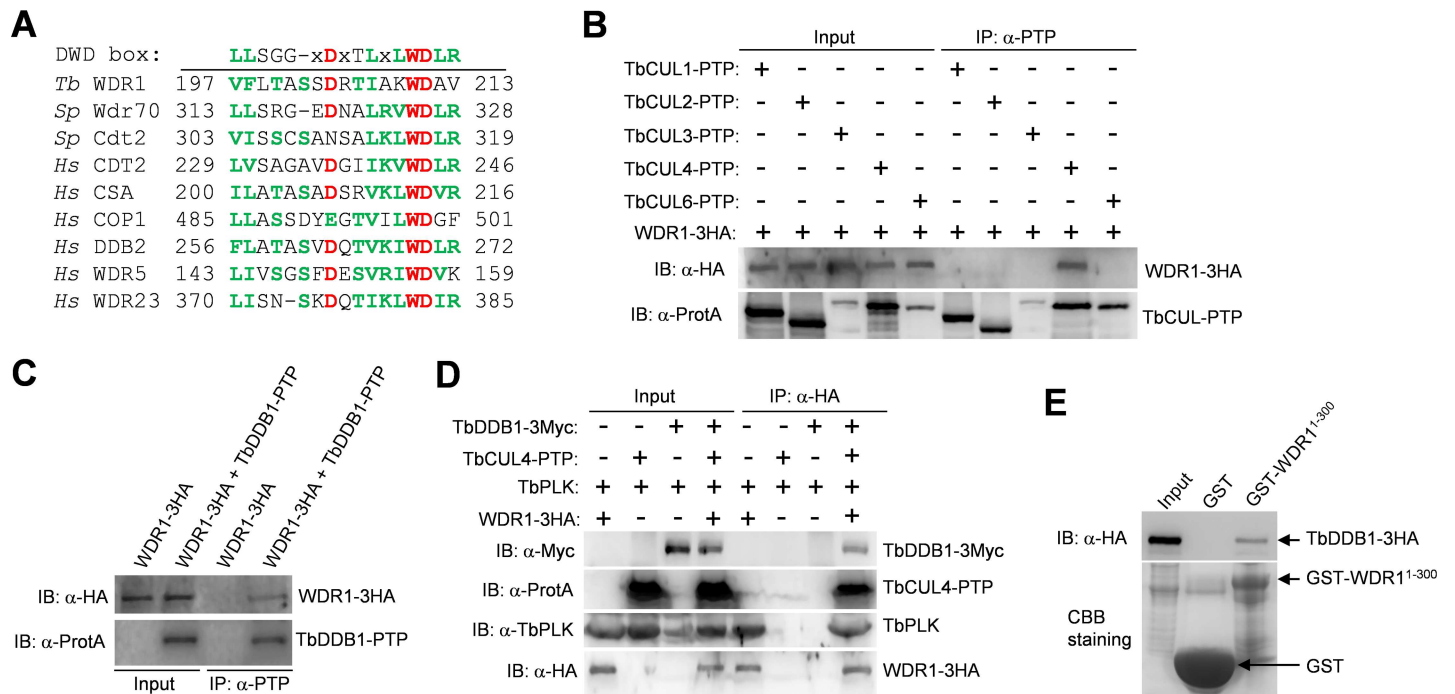 A
DWD box: LLSGG-xDxTLxLWDLR
Tb WDR1 197 VFLTASSDRTIAKWDAV 213
Sp Wdr70 313 LLSRG-EDNALRVWDLR 328
Sp Cdt2 303 VISSCSANSALKLWDLR 319
Hs CDT2 229 LVSAGAVDGIIKVWDLR 246
Hs CSA 200 ILATASADSRVKLWDVR 216
Hs COP1 485 LLASSDYEGTVILWDGF 501
Hs DDB2 256 FLATASVDQTVKIWDLR 272
Hs WDR5 143 LIVSGSFDESVRIWDVK 159
Hs WDR23 370 LISN-SKDQTIKLWDIR 385
B
Input IP: α-PTP
TbCUL1-PTP: + - - - - + - - - -
TbCUL2-PTP: - + - - - - + - - -
TbCUL3-PTP: - - + - - - - + - -
TbCUL4-PTP: - - - + - - - - + -
TbCUL6-PTP: - - - - + - - - - +
WDR1-3HA: + + + + + + + + + +
IB: α-HA WDR1-3HA
IB: α-ProtA TbCUL-PTP
C
WDR1-3HA
WDR1-3HA + TbDDB1-PTP
WDR1-3HA
WDR1-3HA + TbDDB1-PTP
IB: α-HA WDR1-3HA
IB: α-ProtA TbDDB1-PTP
Input IP: α-PTP
D
Input IP: α-HA
TbDDB1-3Myc: - - + + - - + +
TbCUL4-PTP: - + - + - + - +
TbPLK: + + + + + + + +
WDR1-3HA: + - - + + - - +
IB: α-Myc TbDDB1-3Myc
IB: α-ProtA TbCUL4-PTP
IB: α-TbPLK TbPLK
IB: α-HA WDR1-3HA
E
Input
GST
GST-WDR1¹⁻³⁰⁰
IB: α-HA TbDDB1-3HA
GST-WDR1¹⁻³⁰⁰
CBB
staining
GST